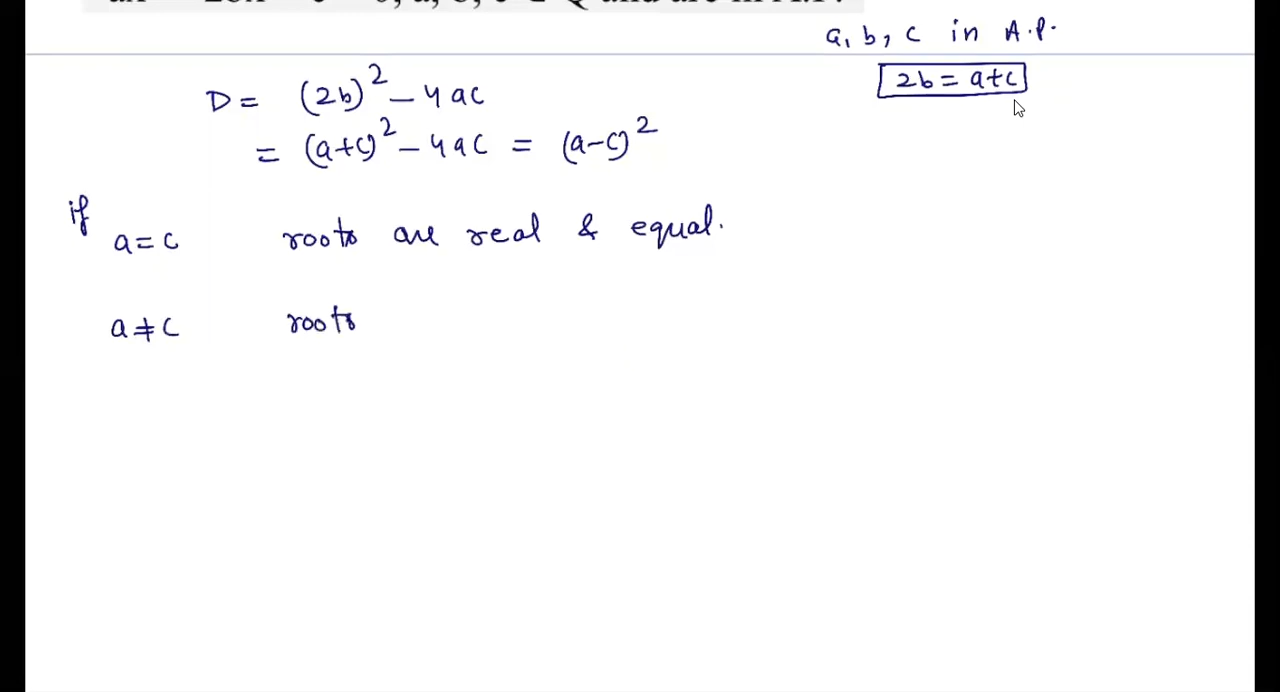 a, b, c in A.P.
2b = a+c
D = (2b)² - 4ac
= (a+c)² - 4ac = (a-c)²
if
a = c roots are real & equal.
a ≠ c roots